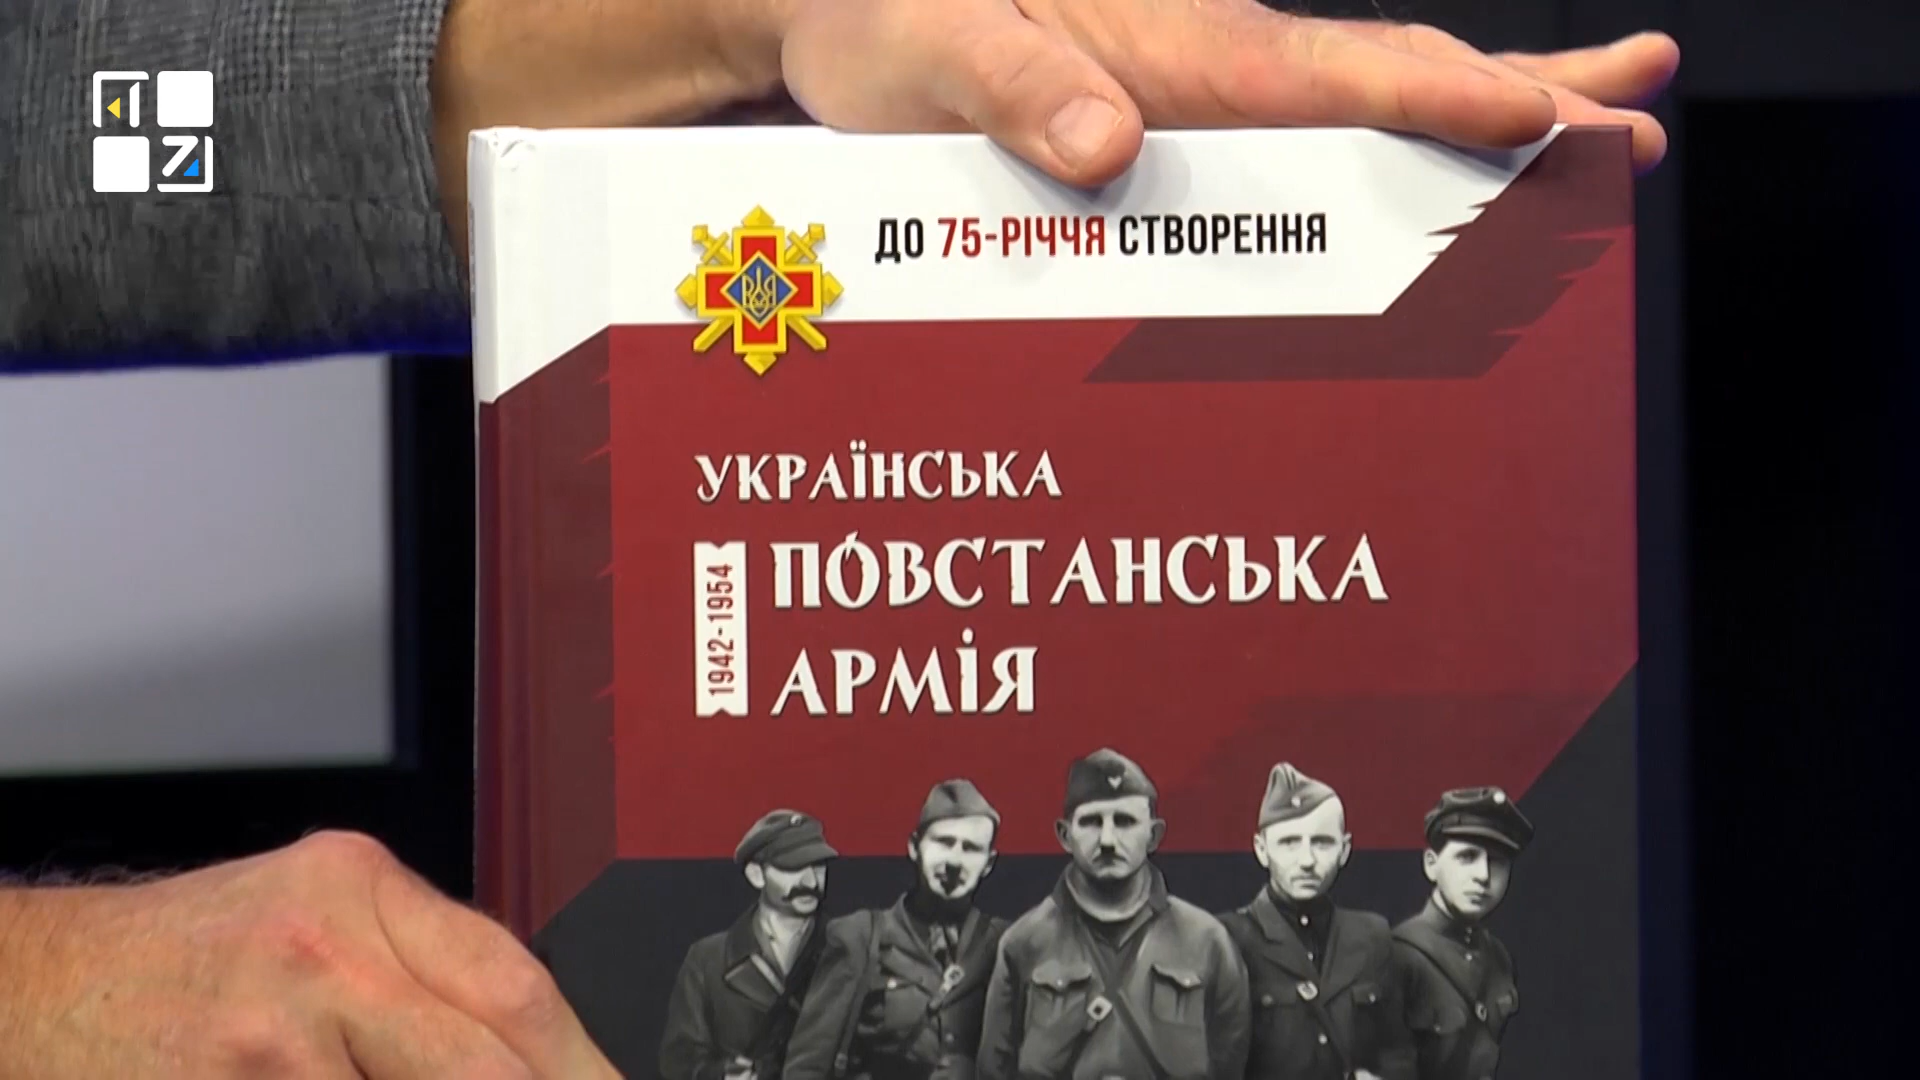 ДО 75-РІЧЧЯ СТВОРЕННЯ
УКРАЇНСЬКА
1942-1954
ПОВСТАНСЬКА
АРМІЯ